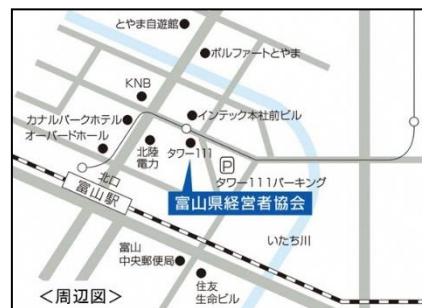 とやま自遊館
ボルファートとやま
KNB
インテック本社前ビル
カナルパークホテル
オーバードホール
北陸
電力
タワー111
P
タワー111パーキング
北口
富山駅
富山県経営者協会
いたち川
富山
中央郵便局
住友
生命ビル
<周辺図>